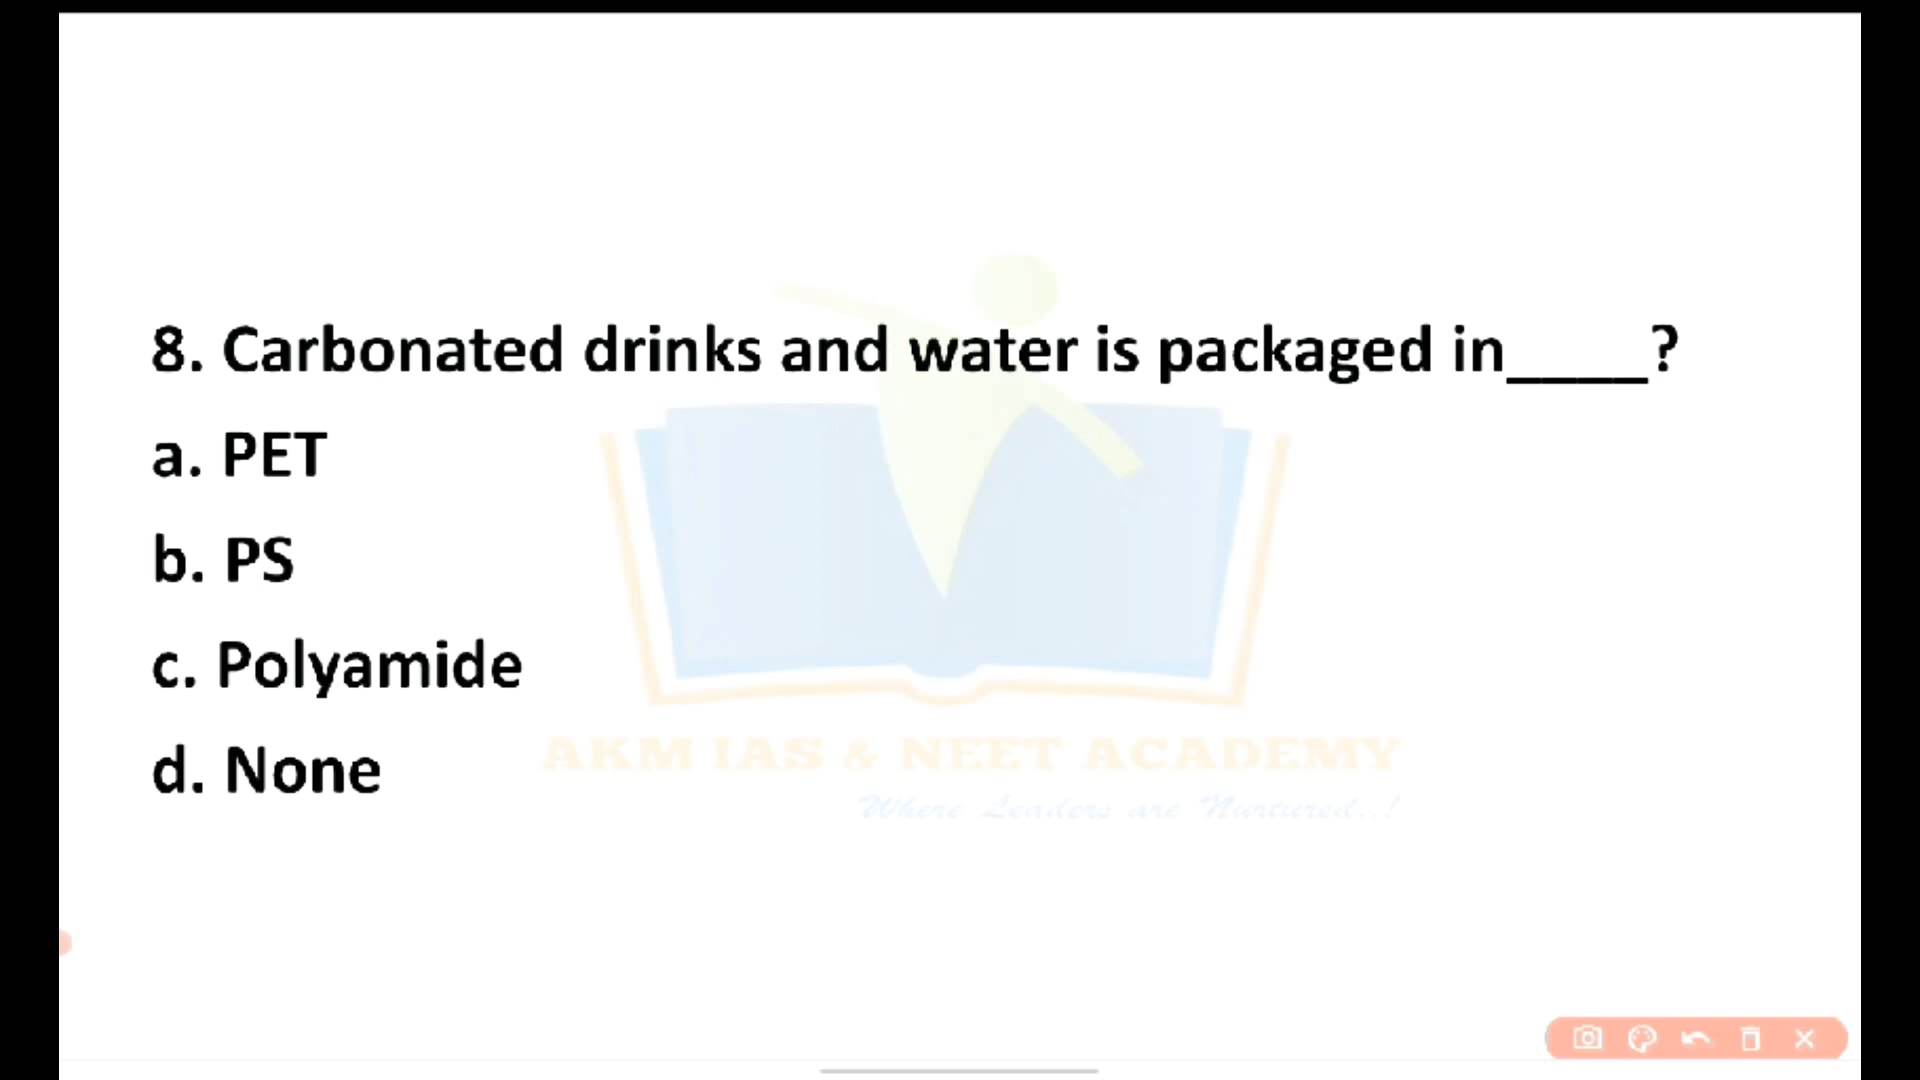 8. Carbonated drinks and water is packaged in____?
a. PET
b. PS
c. Polyamide
d. None
AKM IAS & NEET ACADEMY
Where Leaders are Nurtured..!